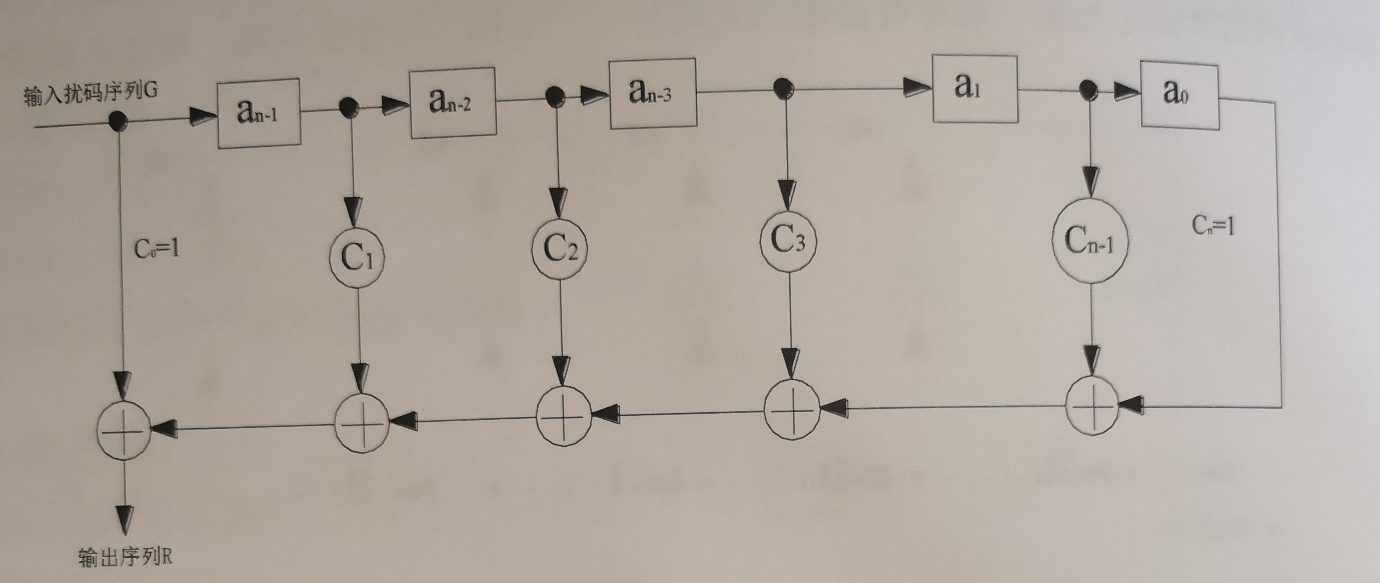 输入扰码序列G
an-1
an-2
an-3
a1
a0
C0=1
C1
C2
C3
Cn-1
Cn=1
输出序列R